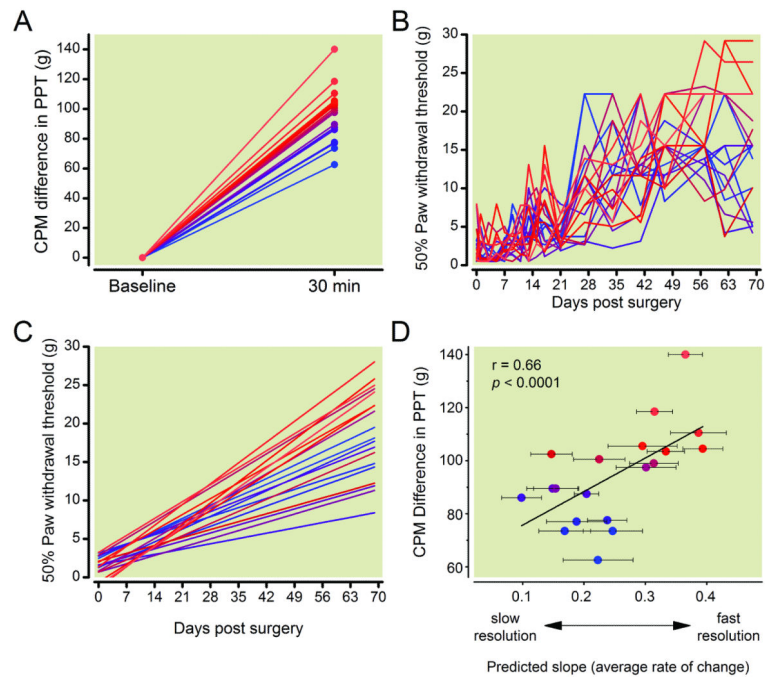 A
CPM difference in PPT (g)
140
120
100
80
60
40
20
0
Baseline
30 min
B
50% Paw withdrawal threshold (g)
30
25
20
15
10
5
0
0 7 14 21 28 35 42 49 56 63 70
Days post surgery
C
50% Paw withdrawal threshold (g)
30
25
20
15
10
5
0
0 7 14 21 28 35 42 49 56 63 70
Days post surgery
D
CPM Difference in PPT (g)
r = 0.66
p < 0.0001
140
120
100
80
60
0.1 0.2 0.3 0.4
slow
resolution
fast
resolution
Predicted slope (average rate of change)